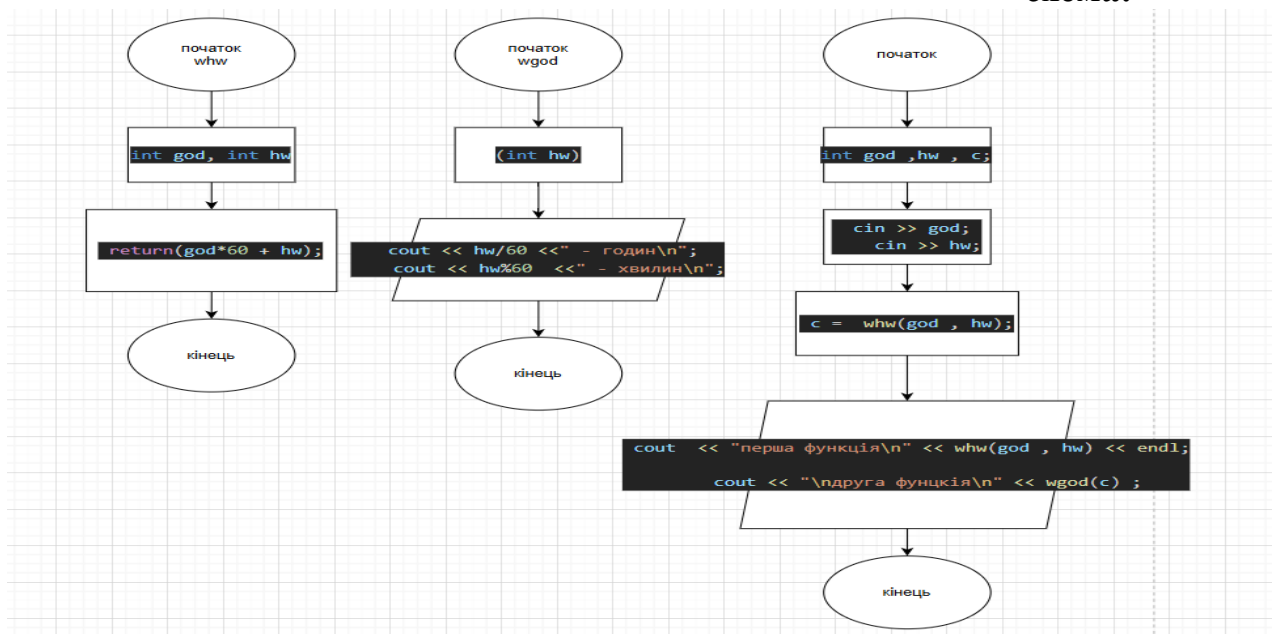 початок
whw
int god, int hw
return(god*60 + hw);
кінець
початок
wgod
(int hw)
cout << hw/60 <<" - годин\n";
cout << hw%60  <<" - хвилин\n";
кінець
початок
int god ,hw , c;
cin >> god;
cin >> hw;
c =  whw(god , hw);
cout  << "перша функція\n" << whw(god , hw) << endl;
cout << "\nдруга фунцкія\n" << wgod(c) ;
кінець